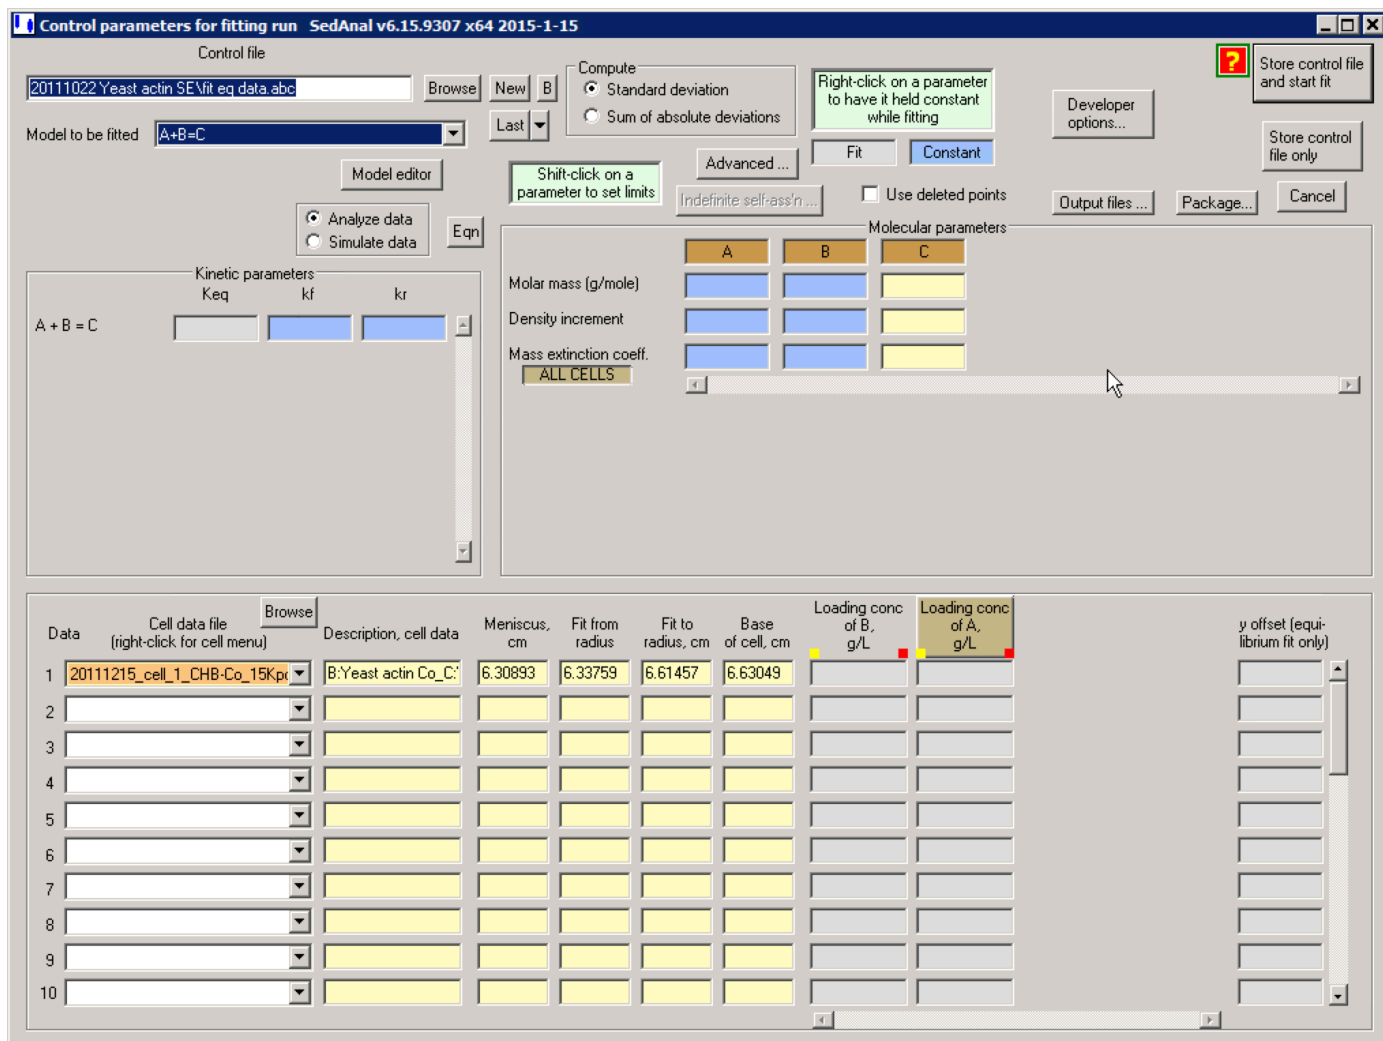 Control parameters for fitting run   SedAnal v6.15.9307 x64 2015-1-15
Control file
20111022 Yeast actin SE\fit eq data.abc
Browse
New
B
Last
Model to be fitted
A+B=C
Model editor
Analyze data
Simulate data
Eqn
Compute
Standard deviation
Sum of absolute deviations
Right-click on a parameter
to have it held constant
while fitting
Fit
Constant
Shift-click on a
parameter to set limits
Advanced ...
Indefinite self-ass'n ...
Use deleted points
Developer
options...
?
Store control file
and start fit
Store control
file only
Output files ...
Package...
Cancel
Kinetic parameters
Keq kf kr
A + B = C
Molecular parameters
A B C
Molar mass (g/mole)
Density increment
Mass extinction coeff.
ALL CELLS
Data
Cell data file
(right-click for cell menu)
Browse
Description, cell data
Meniscus,
cm
Fit from
radius
Fit to
radius, cm
Base
of cell, cm
Loading conc
of B,
g/L
Loading conc
of A,
g/L
y offset (equi-
librium fit only)
1 20111215_cell_1_CHB-Co_15Kp B:Yeast actin Co_C: 6.30893 6.33759 6.61457 6.63049
2
3
4
5
6
7
8
9
10